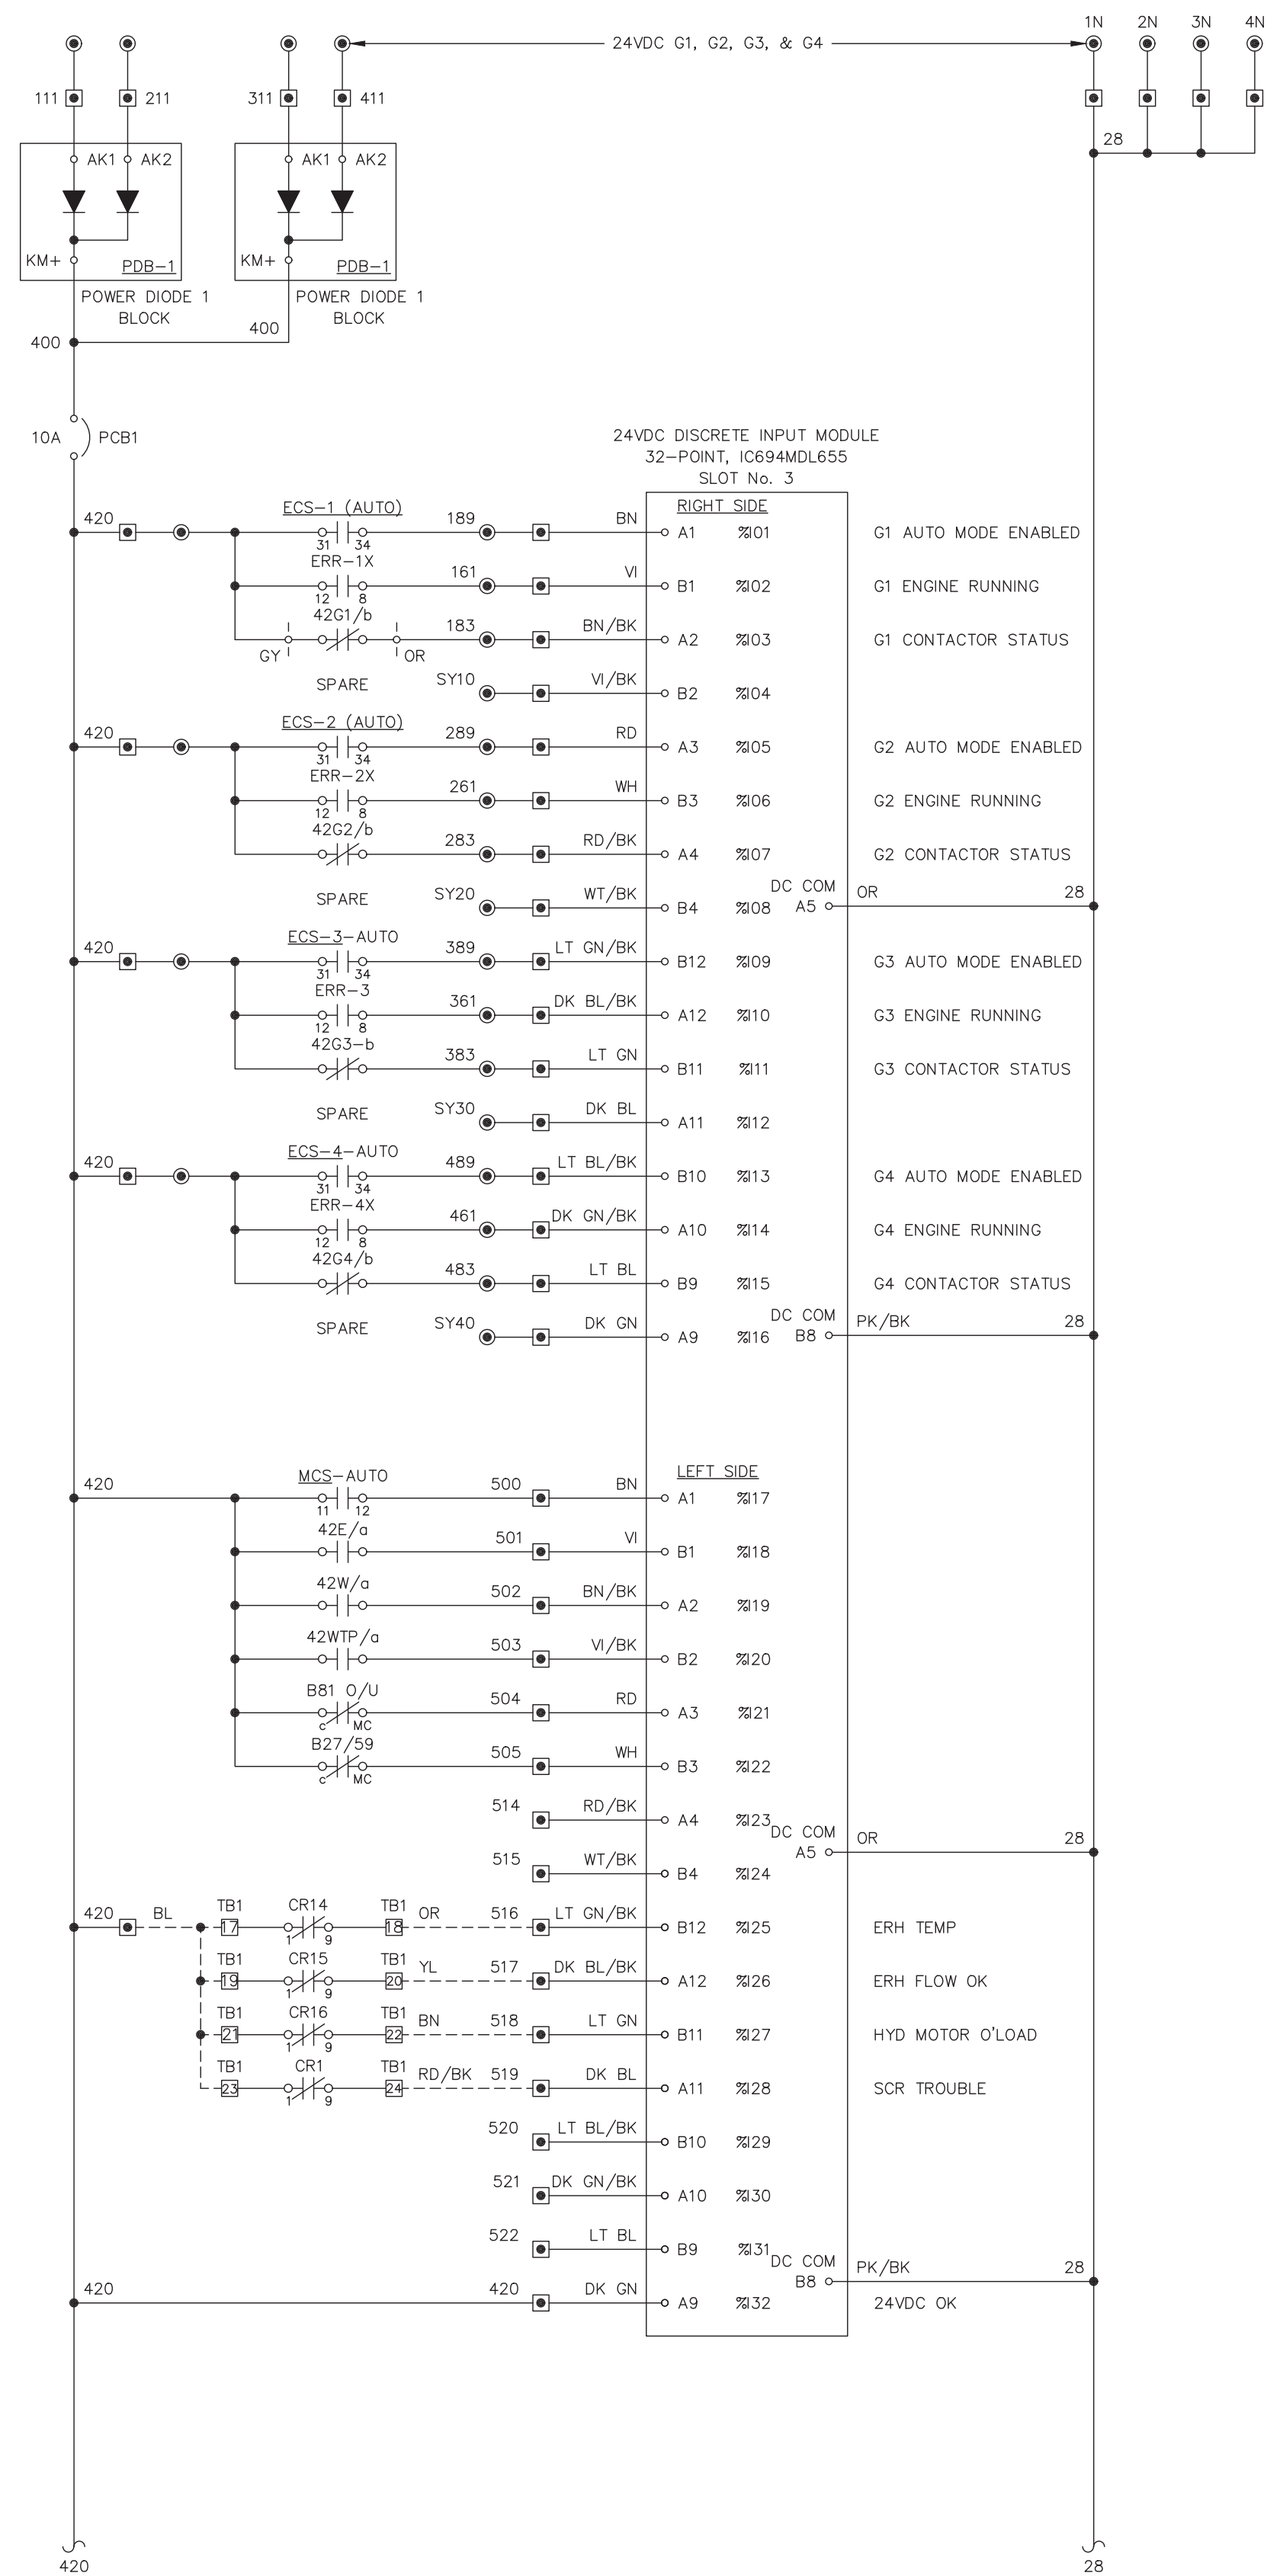 1N 2N 3N 4N
24VDC G1, G2, G3, & G4
111 211 311 411
28
AK1 AK2 AK1 AK2
KM+ PDB-1 KM+ PDB-1
POWER DIODE 1
BLOCK
POWER DIODE 1
BLOCK
400 400
10A PCB1
24VDC DISCRETE INPUT MODULE
32-POINT, IC694MDL655
SLOT No. 3
RIGHT SIDE
420 ECS-1 (AUTO) 31 34 189 BN A1 %I01 G1 AUTO MODE ENABLED
ERR-1X 12 8 161 VI B1 %I02 G1 ENGINE RUNNING
42G1/b GY OR 183 BN/BK A2 %I03 G1 CONTACTOR STATUS
SPARE SY10 VI/BK B2 %I04
420 ECS-2 (AUTO) 31 34 289 RD A3 %I05 G2 AUTO MODE ENABLED
ERR-2X 12 8 261 WH B3 %I06 G2 ENGINE RUNNING
42G2/b 283 RD/BK A4 %I07 G2 CONTACTOR STATUS
SPARE SY20 WT/BK B4 %I08 DC COM A5 OR 28
420 ECS-3-AUTO 31 34 389 LT GN/BK B12 %I09 G3 AUTO MODE ENABLED
ERR-3 12 8 361 DK BL/BK A12 %I10 G3 ENGINE RUNNING
42G3-b 383 LT GN B11 %I11 G3 CONTACTOR STATUS
SPARE SY30 DK BL A11 %I12
420 ECS-4-AUTO 31 34 489 LT BL/BK B10 %I13 G4 AUTO MODE ENABLED
ERR-4X 12 8 461 DK GN/BK A10 %I14 G4 ENGINE RUNNING
42G4/b 483 LT BL B9 %I15 G4 CONTACTOR STATUS
SPARE SY40 DK GN A9 %I16 DC COM B8 PK/BK 28
LEFT SIDE
420 MCS-AUTO 11 12 500 BN A1 %I17
42E/a 501 VI B1 %I18
42W/a 502 BN/BK A2 %I19
42WTP/a 503 VI/BK B2 %I20
B81 O/U c MC 504 RD A3 %I21
B27/59 c MC 505 WH B3 %I22
514 RD/BK A4 %I23
DC COM A5 OR 28
515 WT/BK B4 %I24
420 BL TB1 17 CR14 1 9 TB1 18 OR 516 LT GN/BK B12 %I25 ERH TEMP
TB1 19 CR15 1 9 TB1 20 YL 517 DK BL/BK A12 %I26 ERH FLOW OK
TB1 21 CR16 1 9 TB1 22 BN 518 LT GN B11 %I27 HYD MOTOR O'LOAD
TB1 23 CR1 1 9 TB1 24 RD/BK 519 DK BL A11 %I28 SCR TROUBLE
520 LT BL/BK B10 %I29
521 DK GN/BK A10 %I30
522 LT BL B9 %I31
DC COM B8 PK/BK 28
420 420 DK GN A9 %I32 24VDC OK
420 28